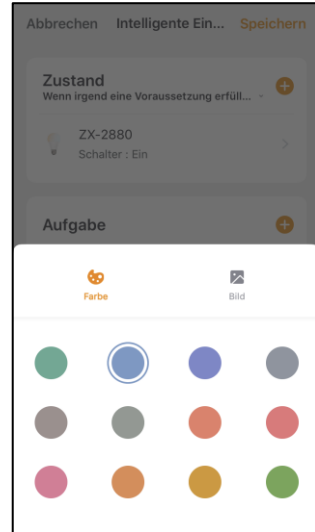 Abbrechen Intelligente Ein... Speichern
Zustand
Wenn irgend eine Voraussetzung erfüll...
ZX-2880
Schalter : Ein
Aufgabe
Farbe Bild